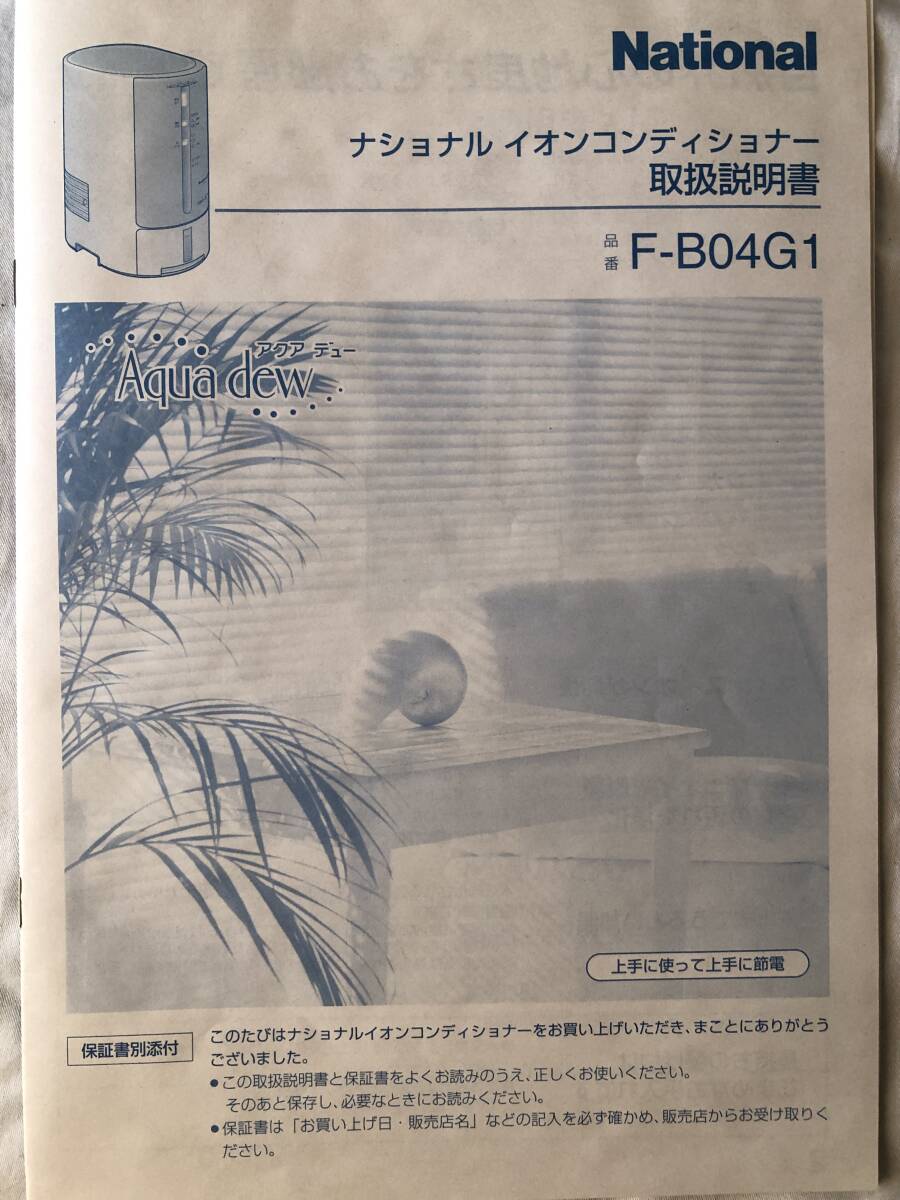 National
ナショナル イオンコンディショナー
取扱説明書
品番 F-B04G1
アクア デュー
Aqua dew
上手に使って上手に節電
保証書別添付
このたびはナショナルイオンコンディショナーをお買い上げいただき、まことにありがとう
ございました。
●この取扱説明書と保証書をよくお読みのうえ、正しくお使いください。
そのあと保存し、必要なときにお読みください。
●保証書は「お買い上げ日・販売店名」などの記入を必ず確かめ、販売店からお受け取りく
ださい。